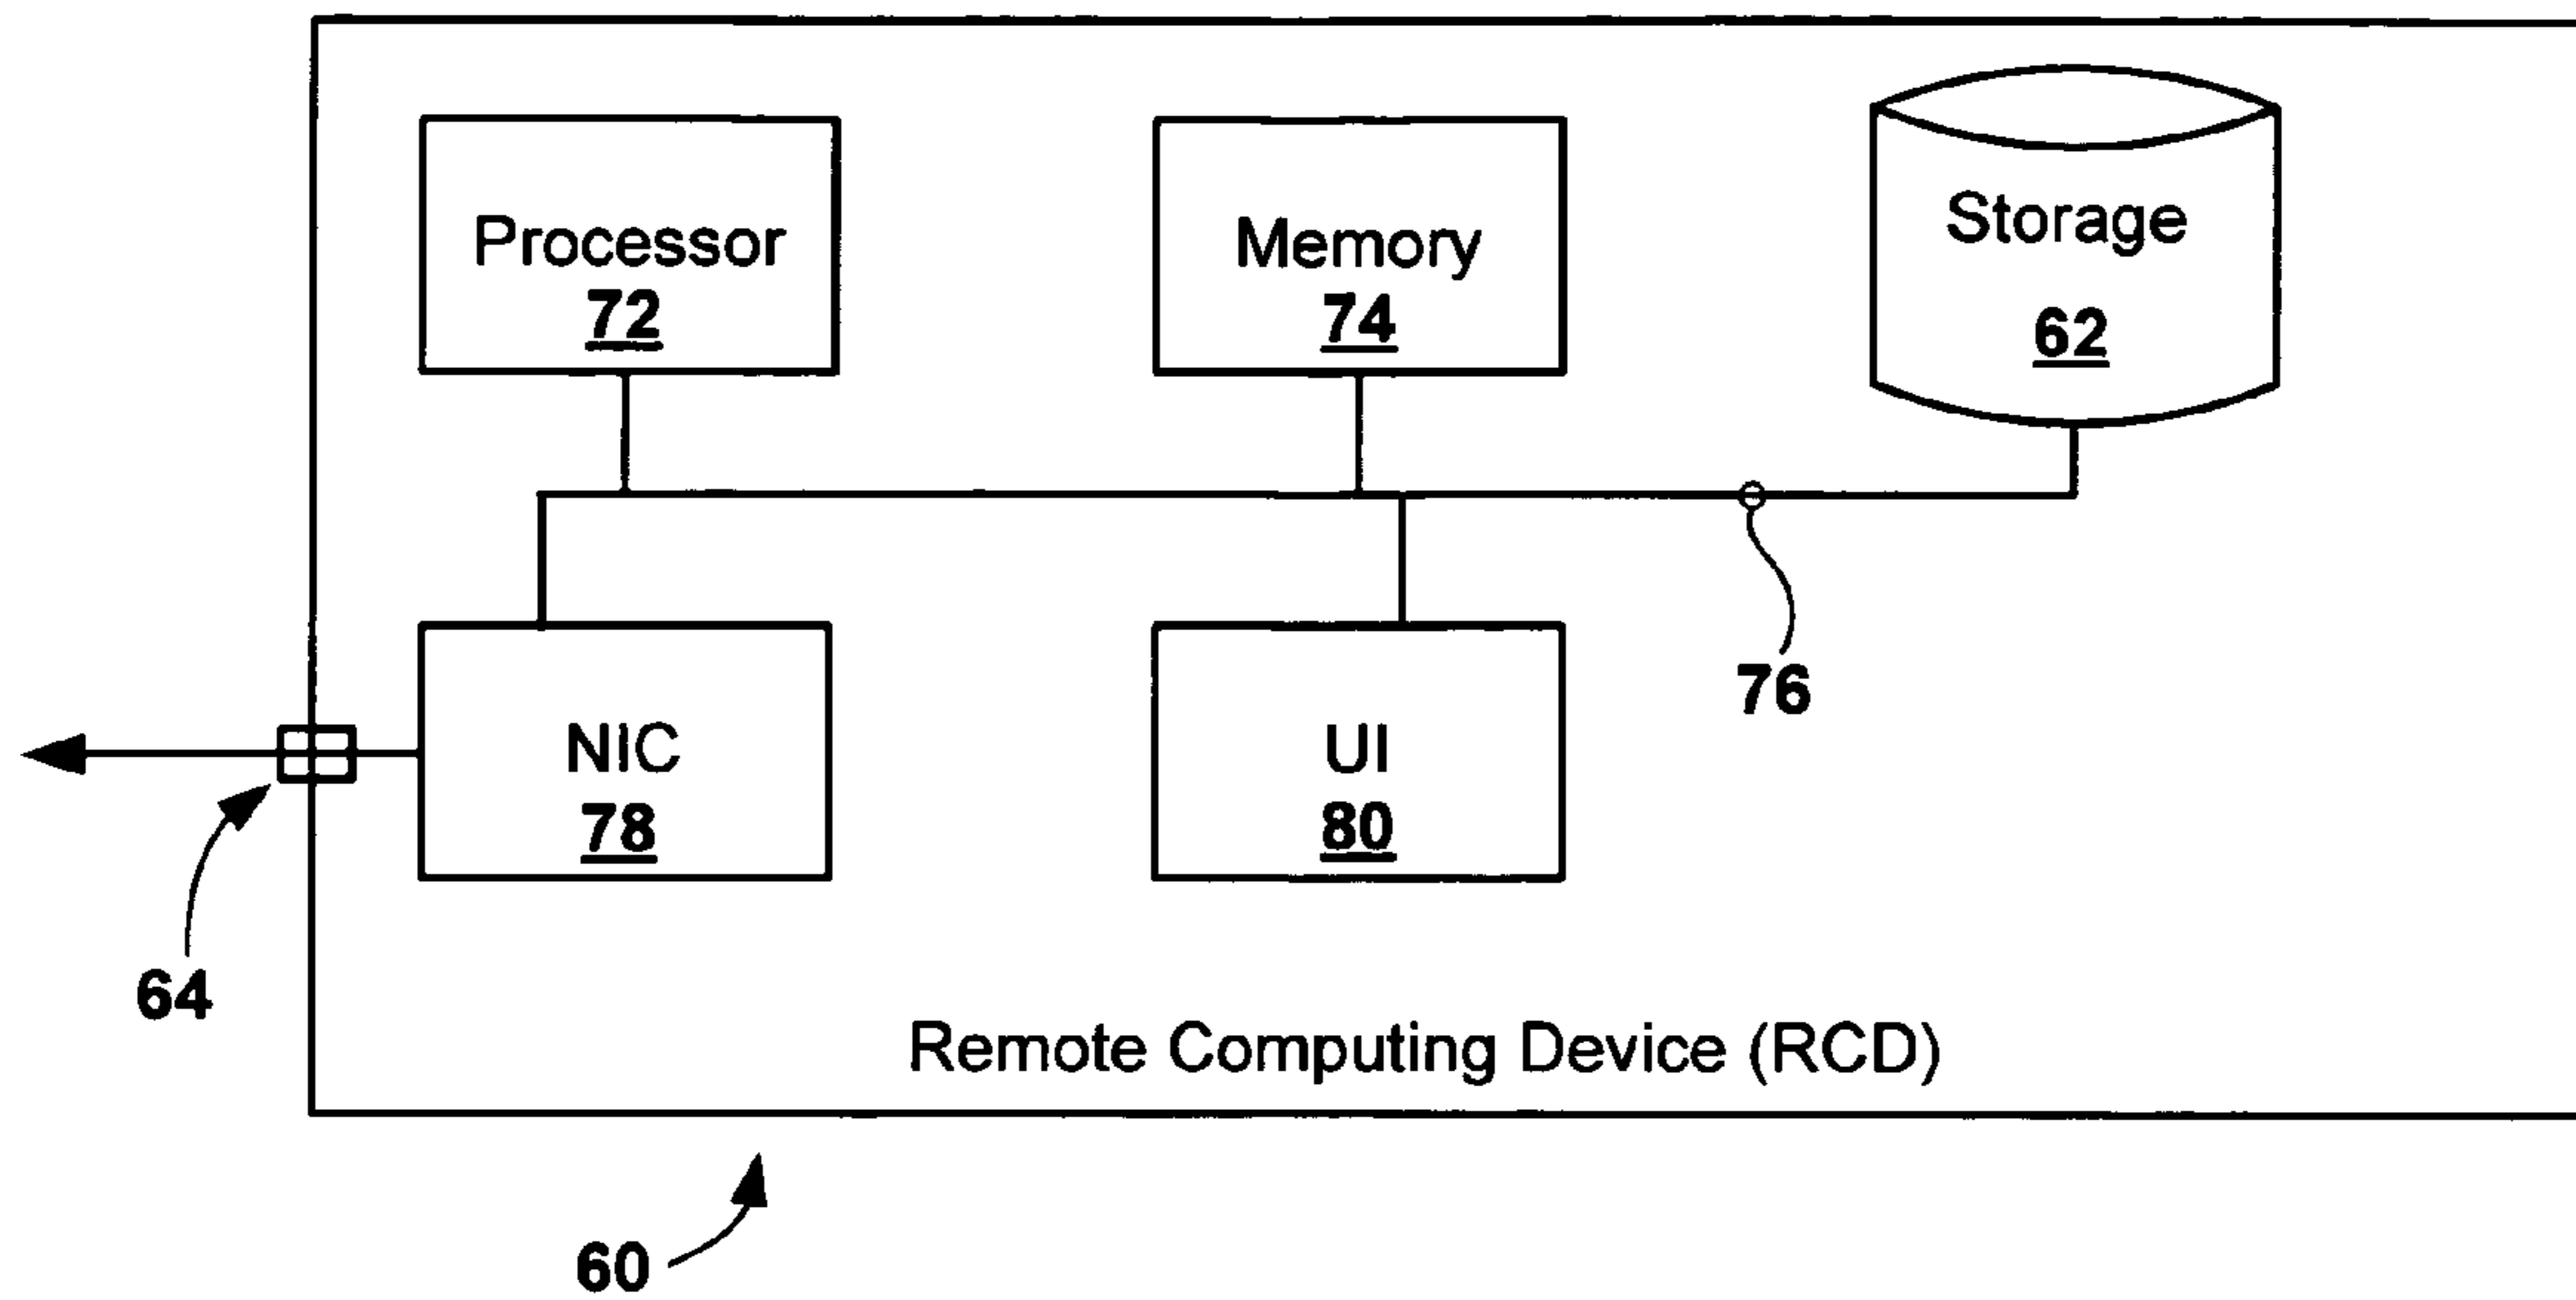 Processor
72
Memory
74
Storage
62
76
NIC
78
UI
80
64
Remote Computing Device (RCD)
60